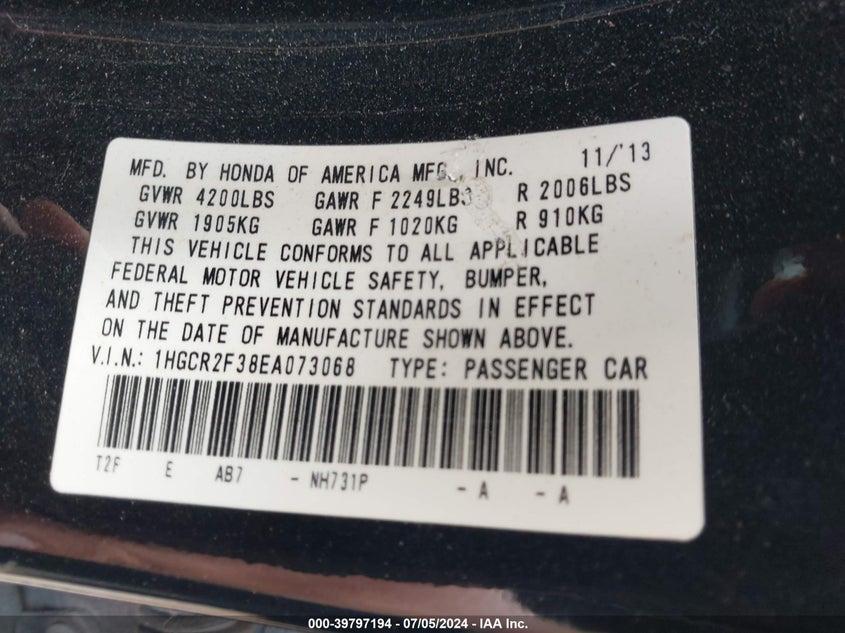 MFD. BY HONDA OF AMERICA MFG., INC. 11/'13
GVWR 4200LBS GAWR F 2249LBS R 2006LBS
GVWR 1905KG GAWR F 1020KG R 910KG
THIS VEHICLE CONFORMS TO ALL APPLICABLE
FEDERAL MOTOR VEHICLE SAFETY, BUMPER,
AND THEFT PREVENTION STANDARDS IN EFFECT
ON THE DATE OF MANUFACTURE SHOWN ABOVE.
V.I.N.: 1HGCR2F38EA073068 TYPE: PASSENGER CAR
T2F E AB7 - NH731P - A - A
000-39797194 / 07/05/2024 - IAA Inc.